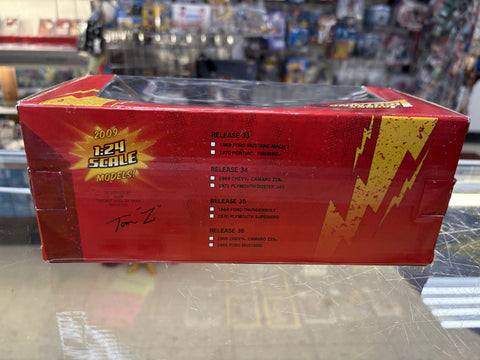 2009
1:24
SCALE
MODELS!
Tom "Z"
RELEASE 33
1969 FORD MUSTANG MACH I
1970 PONTIAC FIREBIRD
RELEASE 34
1969 CHEVY CAMARO Z28
1971 PLYMOUTH DUSTER 340
RELEASE 35
1964 FORD THUNDERBOLT
1970 PLYMOUTH SUPERBIRD
RELEASE 36
1969 CHEVY CAMARO Z28
FORD MUSTANG